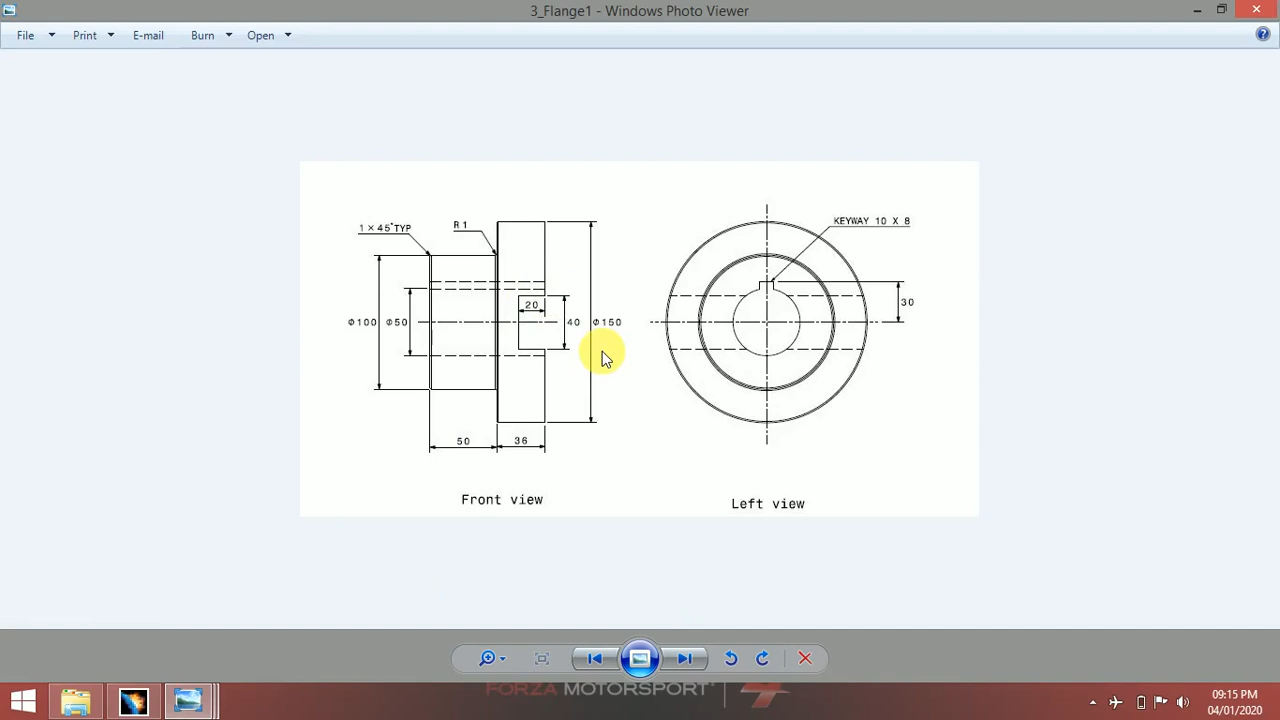 3_Flange1 - Windows Photo Viewer
File Print E-mail Burn Open
1×45°TYP
R1
KEYWAY 10 X 8
20
30
Φ100 Φ50 40 Φ150
50 36
Front view
Left view
FORZA MOTORSPORT
09:15 PM
04/01/2020